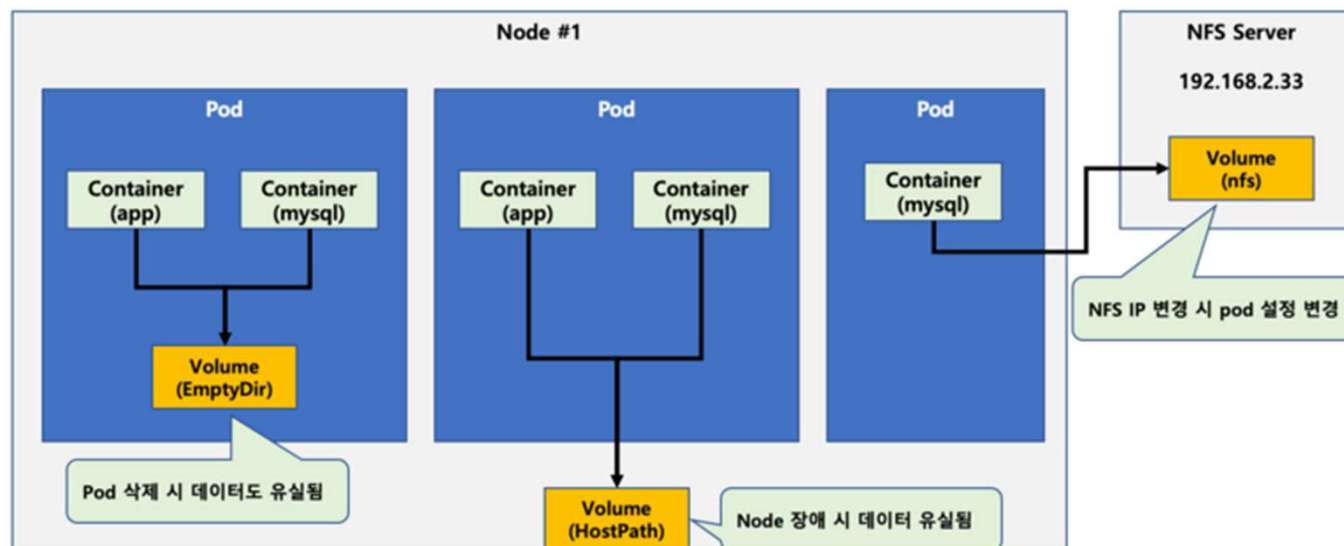 Node #1
NFS Server
192.168.2.33
Pod
Pod
Pod
Container
(app)
Container
(mysql)
Container
(app)
Container
(mysql)
Container
(mysql)
Volume
(nfs)
NFS IP 변경 시 pod 설정 변경
Volume
(EmptyDir)
Pod 삭제 시 데이터도 유실됨
Volume
(HostPath)
Node 장애 시 데이터 유실됨